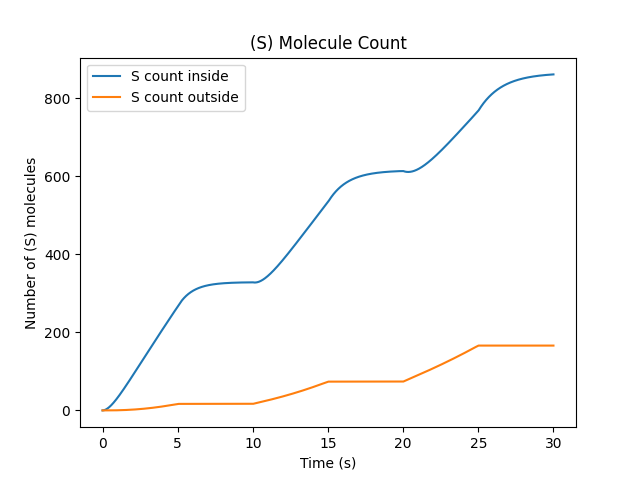 (S) Molecule Count
S count inside
S count outside
Number of (S) molecules
800
600
400
200
0
0 5 10 15 20 25 30
Time (s)